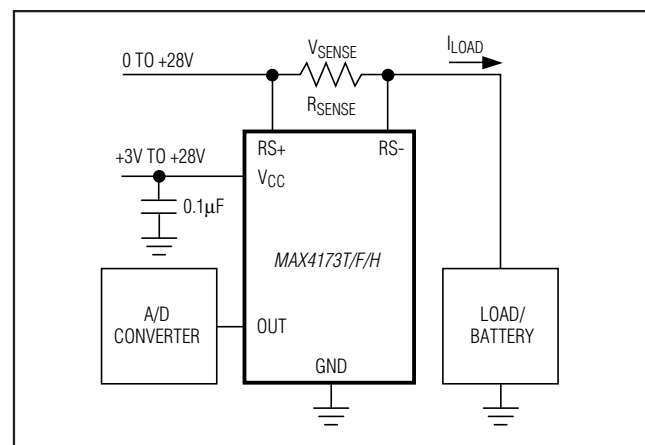 0 TO +28V
VSENSE
ILOAD
RSENSE
RS+
RS-
+3V TO +28V
VCC
0.1µF
MAX4173T/F/H
A/D
CONVERTER
OUT
LOAD/
BATTERY
GND